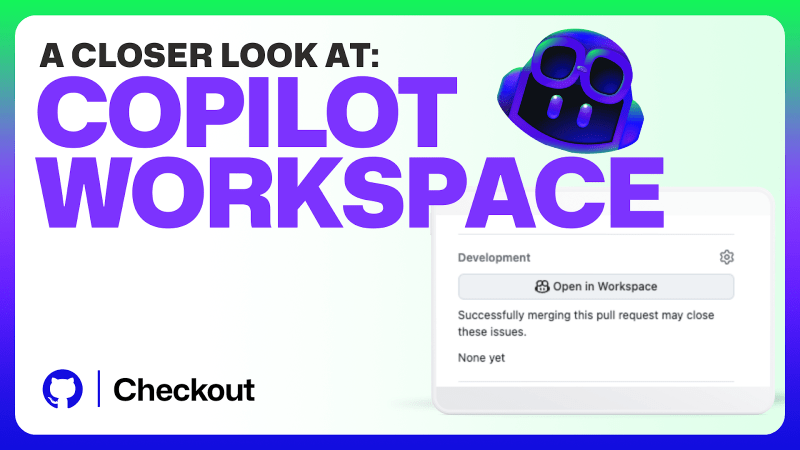 A CLOSER LOOK AT:
COPILOT
WORKSPACE
Development
Open in Workspace
Successfully merging this pull request may close
these issues.
None yet
Checkout